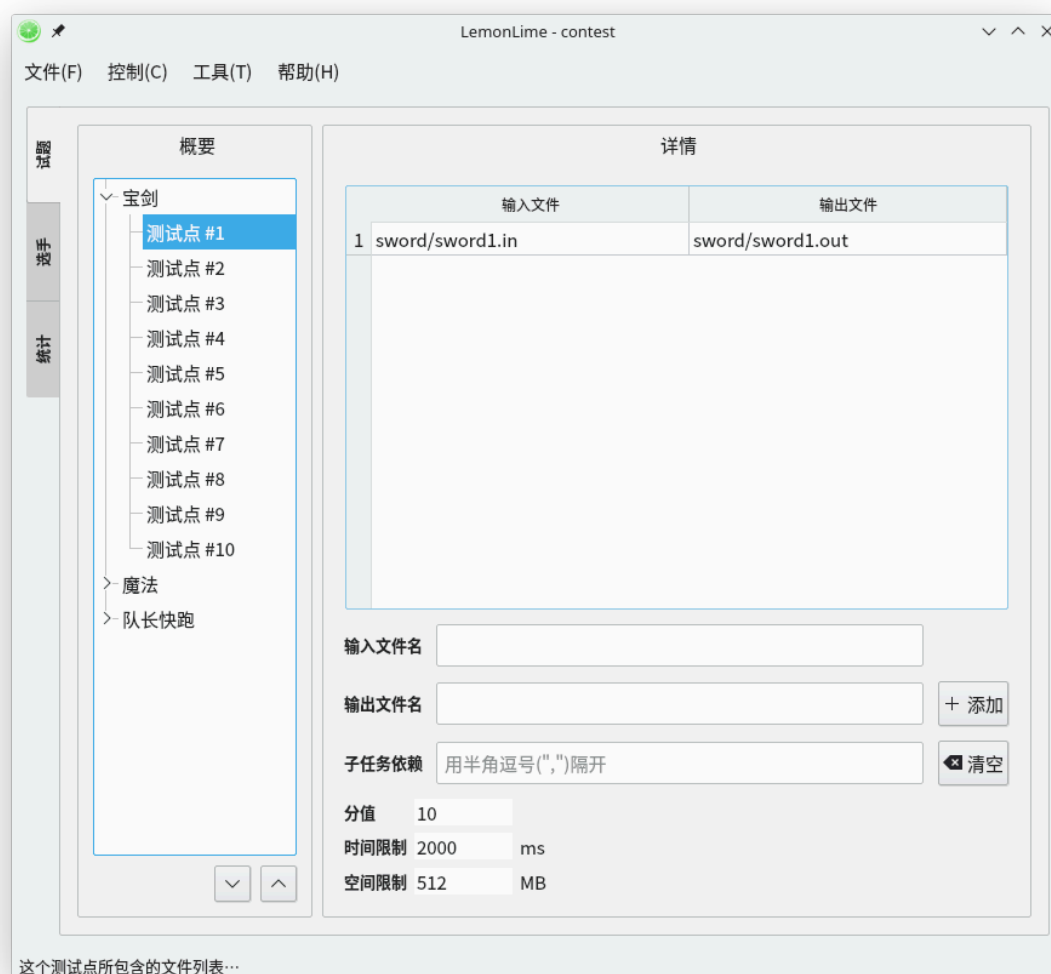 LemonLime - contest
文件(F) 控制(C) 工具(T) 帮助(H)
试题
选手
统计
概要
宝剑
测试点 #1
测试点 #2
测试点 #3
测试点 #4
测试点 #5
测试点 #6
测试点 #7
测试点 #8
测试点 #9
测试点 #10
魔法
队长快跑
详情
输入文件 输出文件
1 sword/sword1.in sword/sword1.out
输入文件名
输出文件名 添加
子任务依赖 用半角逗号(",")隔开 清空
分值 10
时间限制 2000 ms
空间限制 512 MB
这个测试点所包含的文件列表…